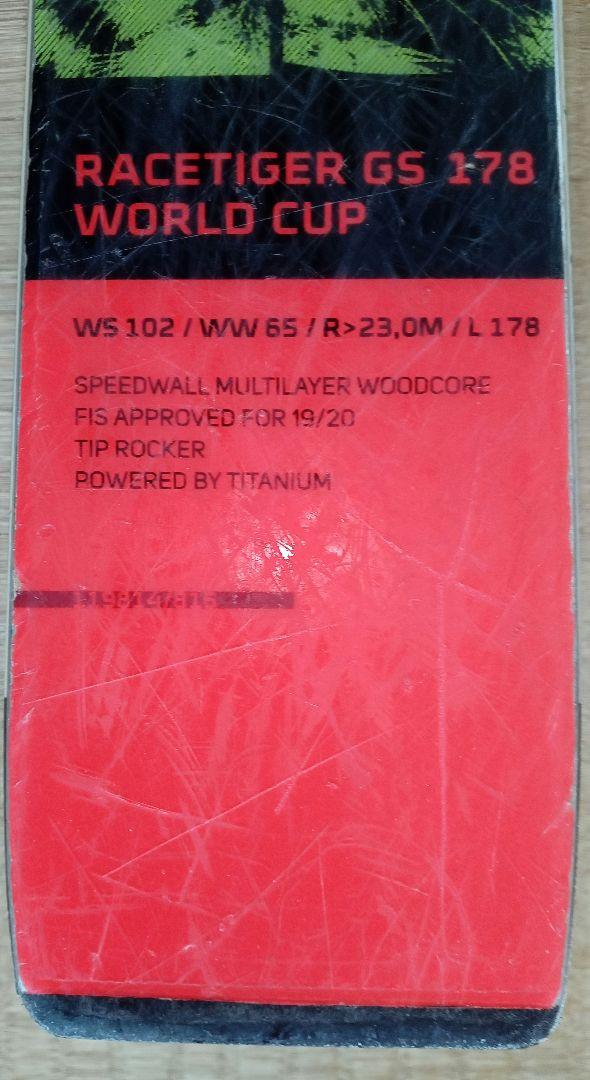 RACETIGER GS 178
WORLD CUP
WS 102 / WW 65 / R>23,0M / L 178
SPEEDWALL MULTILAYER WOODCORE
FIS APPROVED FOR 19/20
TIP ROCKER
POWERED BY TITANIUM